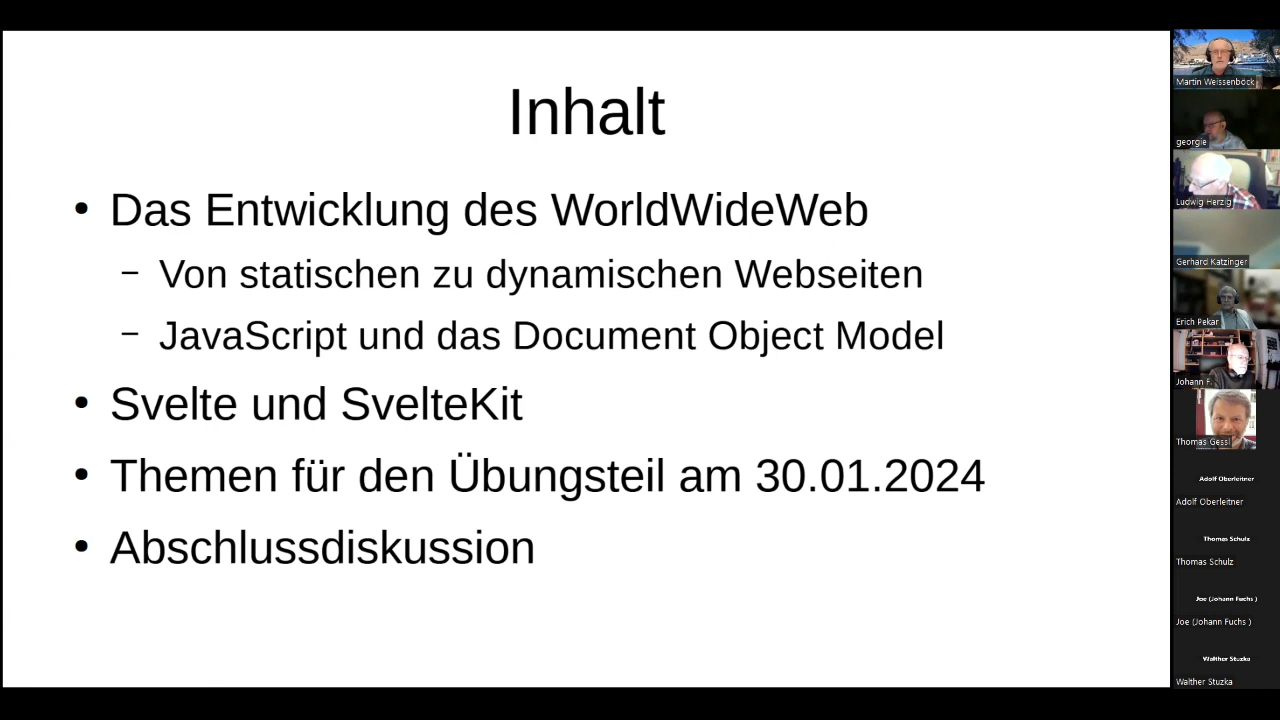 Inhalt
• Das Entwicklung des WorldWideWeb
– Von statischen zu dynamischen Webseiten
– JavaScript und das Document Object Model
• Svelte und SvelteKit
• Themen für den Übungsteil am 30.01.2024
• Abschlussdiskussion
Martin Weissenböck
georgie
Ludwig Herzig
Gerhard Katzinger
Erich Pekar
Johann F.
Thomas Gessl
Adolf Oberleitner
Adolf Oberleitner
Thomas Schulz
Thomas Schulz
Joe (Johann Fuchs )
Joe (Johann Fuchs )
Walther Stuzka
Walther Stuzka